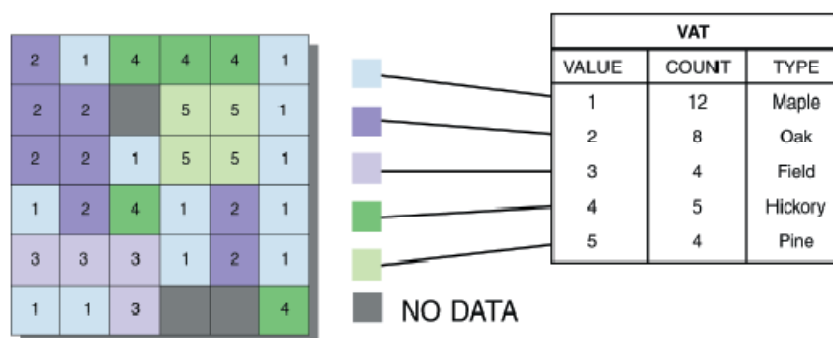 VAT
VALUE COUNT TYPE
1 12 Maple
2 8 Oak
3 4 Field
4 5 Hickory
5 4 Pine
2 1 4 4 4 1
2 2 5 5 1
2 2 1 5 5 1
1 2 4 1 2 1
3 3 3 1 2 1
1 1 3 4
NO DATA